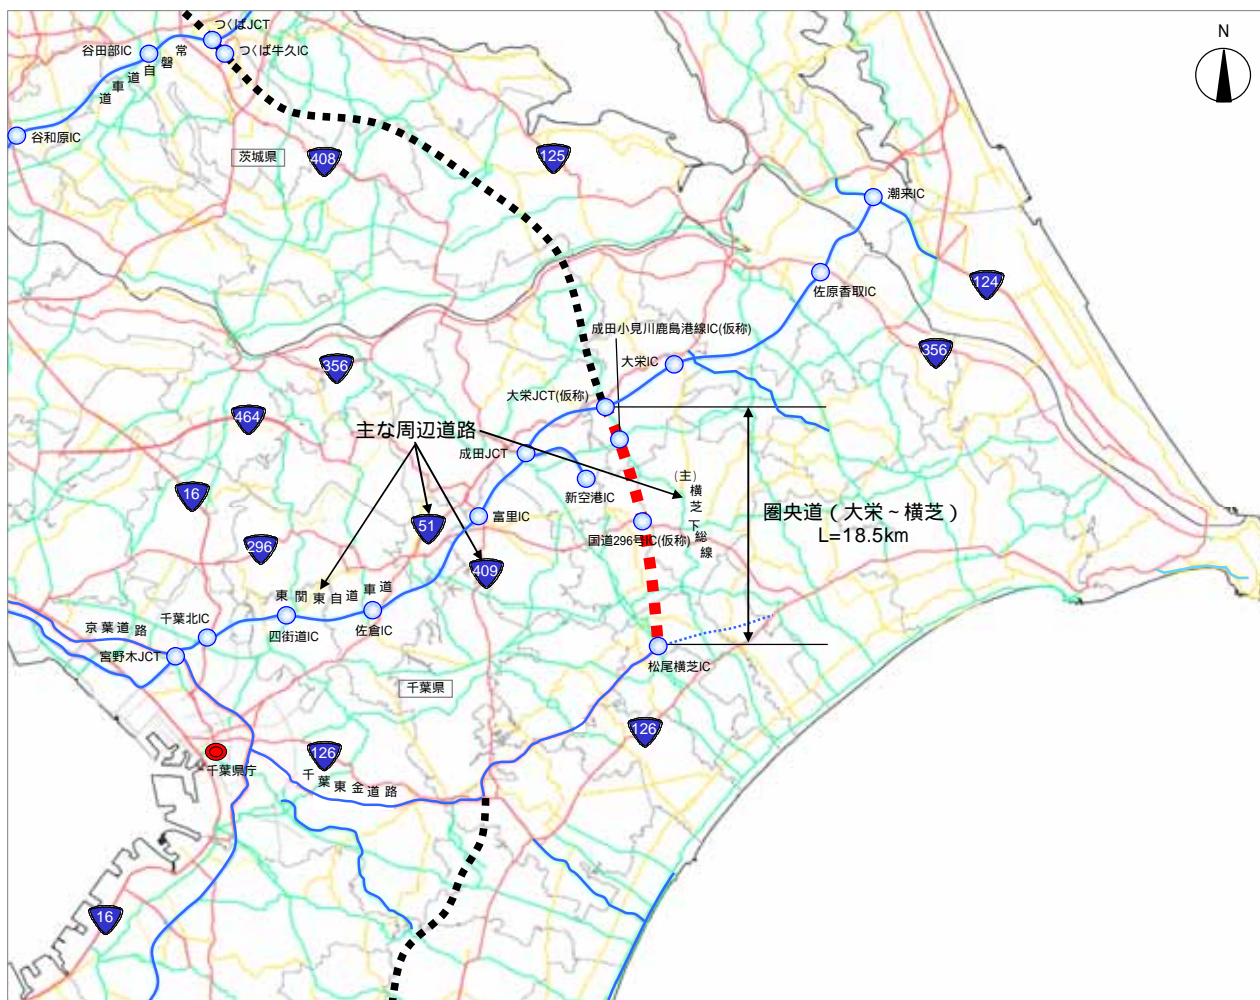 N
つくばJCT
谷田部IC
つくば牛久IC
常磐自動車道
谷和原IC
茨城県
408
125
潮来IC
佐原香取IC
124
成田小見川鹿島港線IC(仮称)
大栄IC
356
356
大栄JCT(仮称)
464
主な周辺道路
成田JCT
(主)横芝下総線
新空港IC
16
圏央道(大栄~横芝)
L=18.5km
富里IC
51
国道296号IC(仮称)
296
409
東関東自動車道
千葉北IC
京葉道路
四街道IC
佐倉IC
宮野木JCT
松尾横芝IC
千葉県
126
126
千葉県庁
千葉東金道路
16